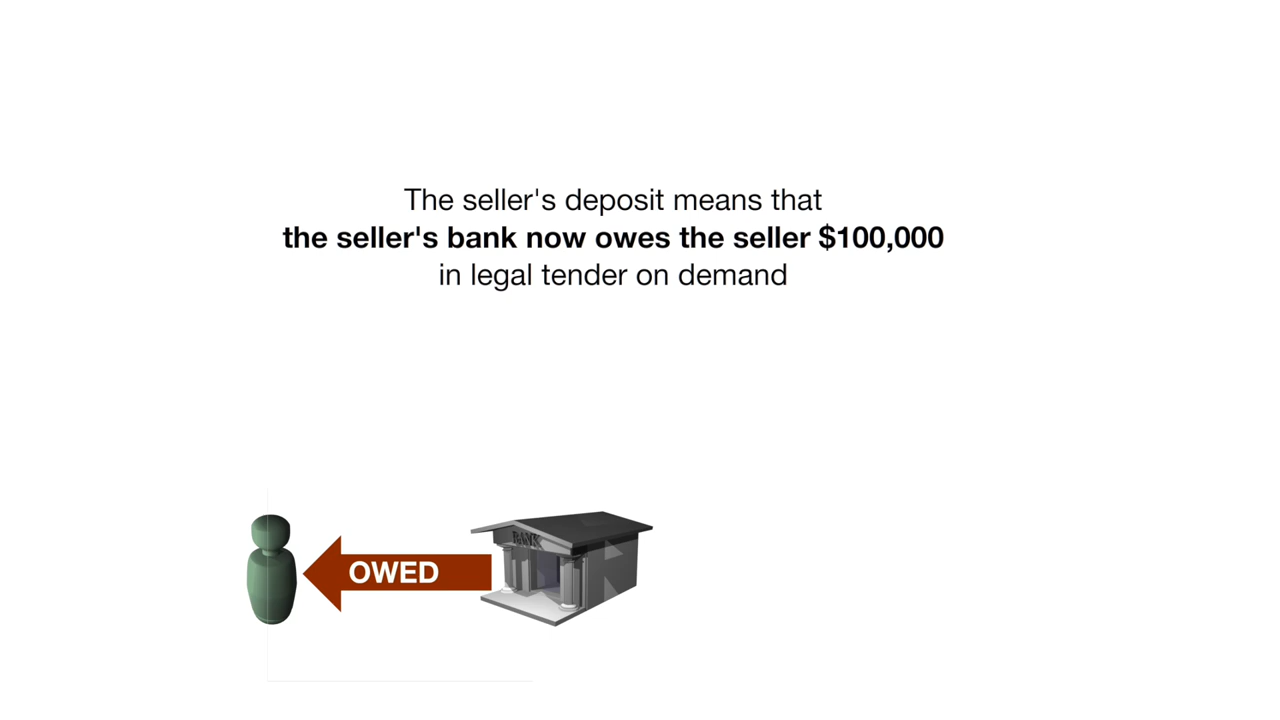 The seller's deposit means that
the seller's bank now owes the seller $100,000
in legal tender on demand
OWED
BANK